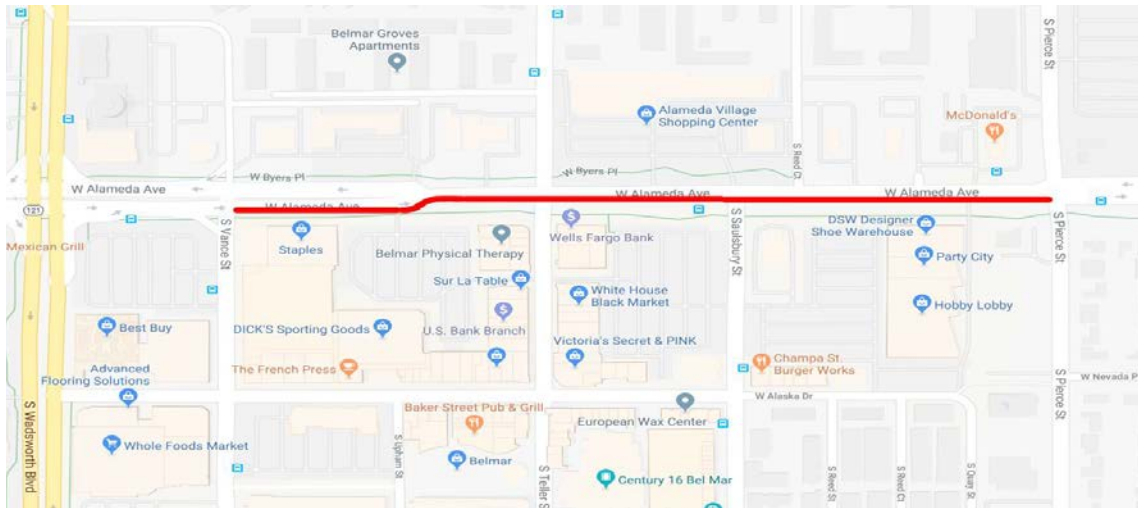 Belmar Groves
Apartments
S Pierce St
Alameda Village
Shopping Center
McDonald's
S Reed Ct
W Byers Pl
W Byers Pl
W Alameda Ave
W Alameda Ave
W Alameda Ave
W Alameda Ave
121
Mexican Grill
S Vance St
Staples
Belmar Physical Therapy
Wells Fargo Bank
S Saulsbury St
DSW Designer
Shoe Warehouse
S Pierce St
Party City
Sur La Table
White House
Black Market
Hobby Lobby
Best Buy
DICK'S Sporting Goods
U.S. Bank Branch
Victoria's Secret & PINK
Advanced
Flooring Solutions
The French Press
Champa St.
Burger Works
W Nevada P
S Pierce St
W Alaska Dr
S Wadsworth Blvd
Baker Street Pub & Grill
European Wax Center
Whole Foods Market
S Upham St
Belmar
S Teller S
Century 16 Bel Mar
S Reed St
S Reed Ct
S Quay St